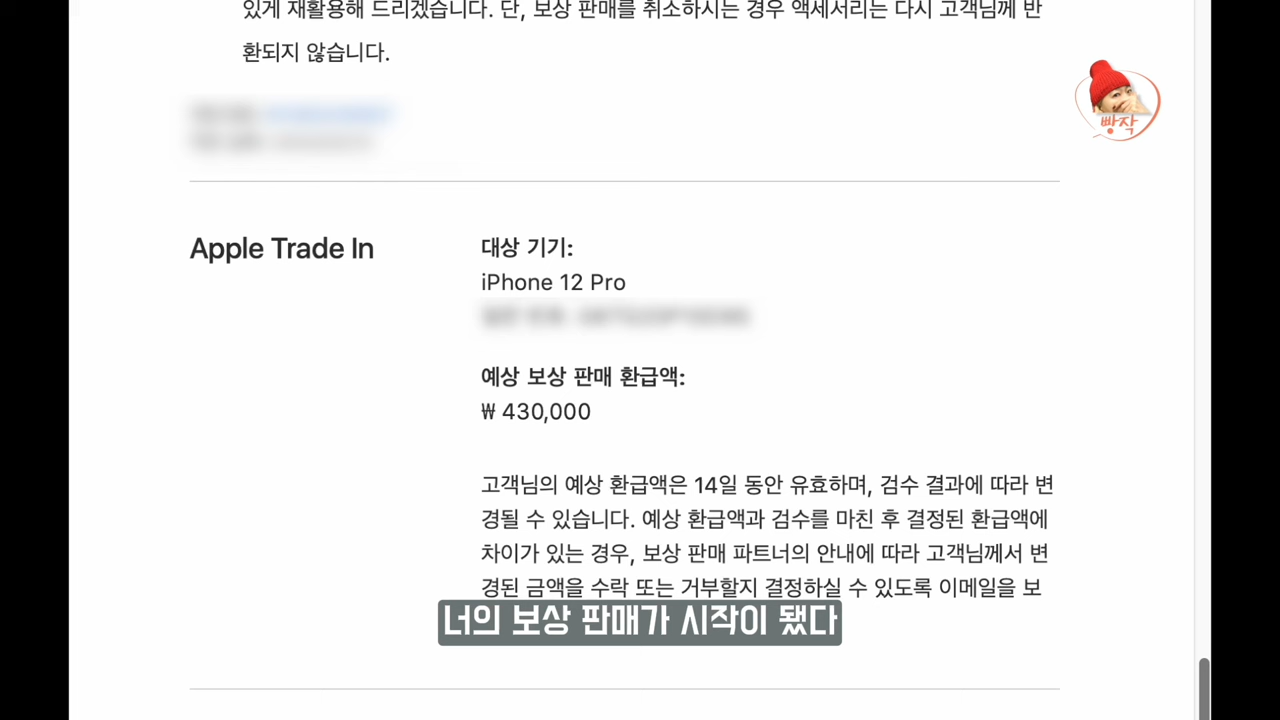 있게 재활용해 드리겠습니다. 단, 보상 판매를 취소하시는 경우 액세서리는 다시 고객님께 반
환되지 않습니다.
빵작
Apple Trade In
대상 기기:
iPhone 12 Pro
예상 보상 판매 환급액:
₩ 430,000
고객님의 예상 환급액은 14일 동안 유효하며, 검수 결과에 따라 변
경될 수 있습니다. 예상 환급액과 검수를 마친 후 결정된 환급액에
차이가 있는 경우, 보상 판매 파트너의 안내에 따라 고객님께서 변
경된 금액을 수락 또는 거부할지 결정하실 수 있도록 이메일을 보
너의 보상 판매가 시작이 됐다